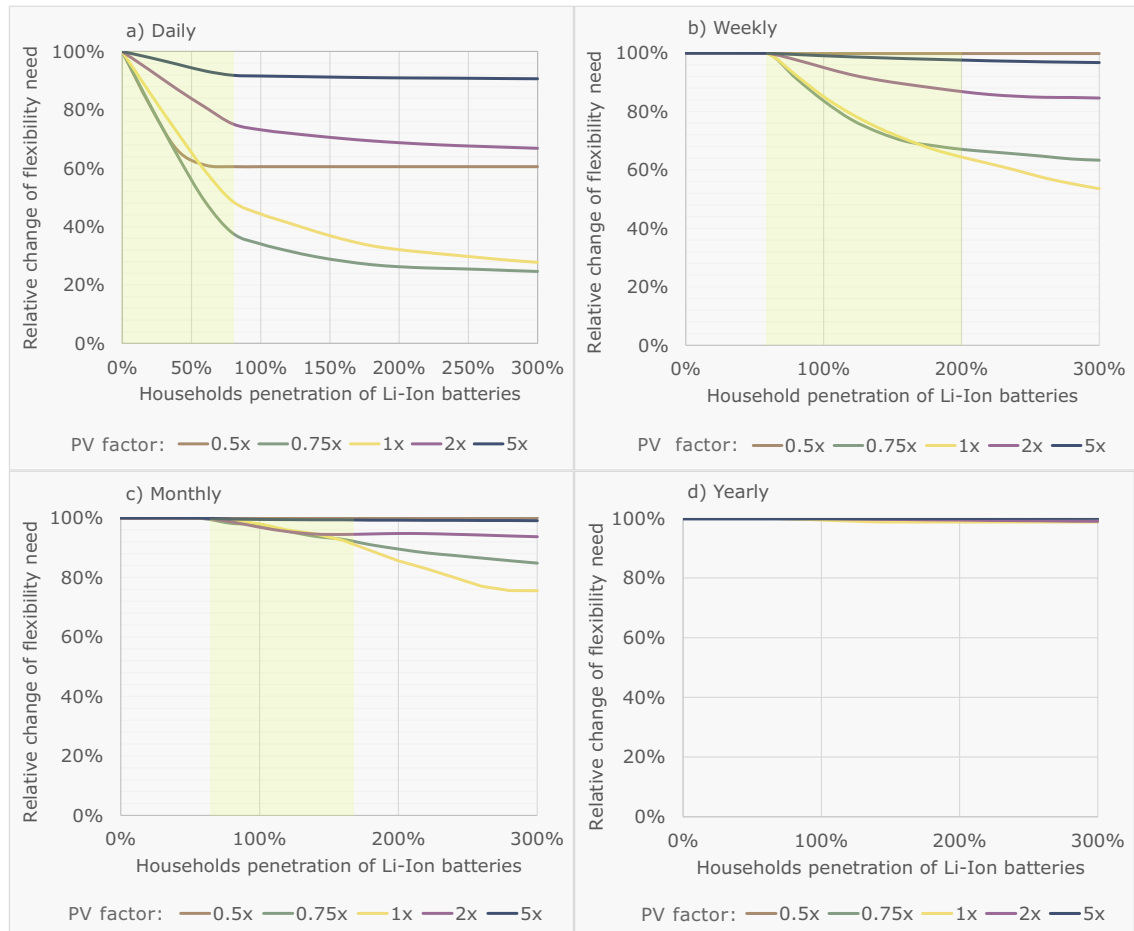 a) Daily
Relative change of flexibility need
100%
80%
60%
40%
20%
0%
0% 50% 100% 150% 200% 250% 300%
Households penetration of Li-Ion batteries
PV factor: 0.5x 0.75x 1x 2x 5x
b) Weekly
Relative change of flexibility need
100%
80%
60%
40%
20%
0%
0% 100% 200% 300%
Household penetration of Li-Ion batteries
PV factor: 0.5x 0.75x 1x 2x 5x
c) Monthly
Relative change of flexibility need
100%
80%
60%
40%
20%
0%
0% 100% 200% 300%
Households penetration of Li-Ion batteries
PV factor: 0.5x 0.75x 1x 2x 5x
d) Yearly
Relative change of flexibility need
100%
80%
60%
40%
20%
0%
0% 100% 200% 300%
Households penetration of Li-Ion batteries
PV factor: 0.5x 0.75x 1x 2x 5x